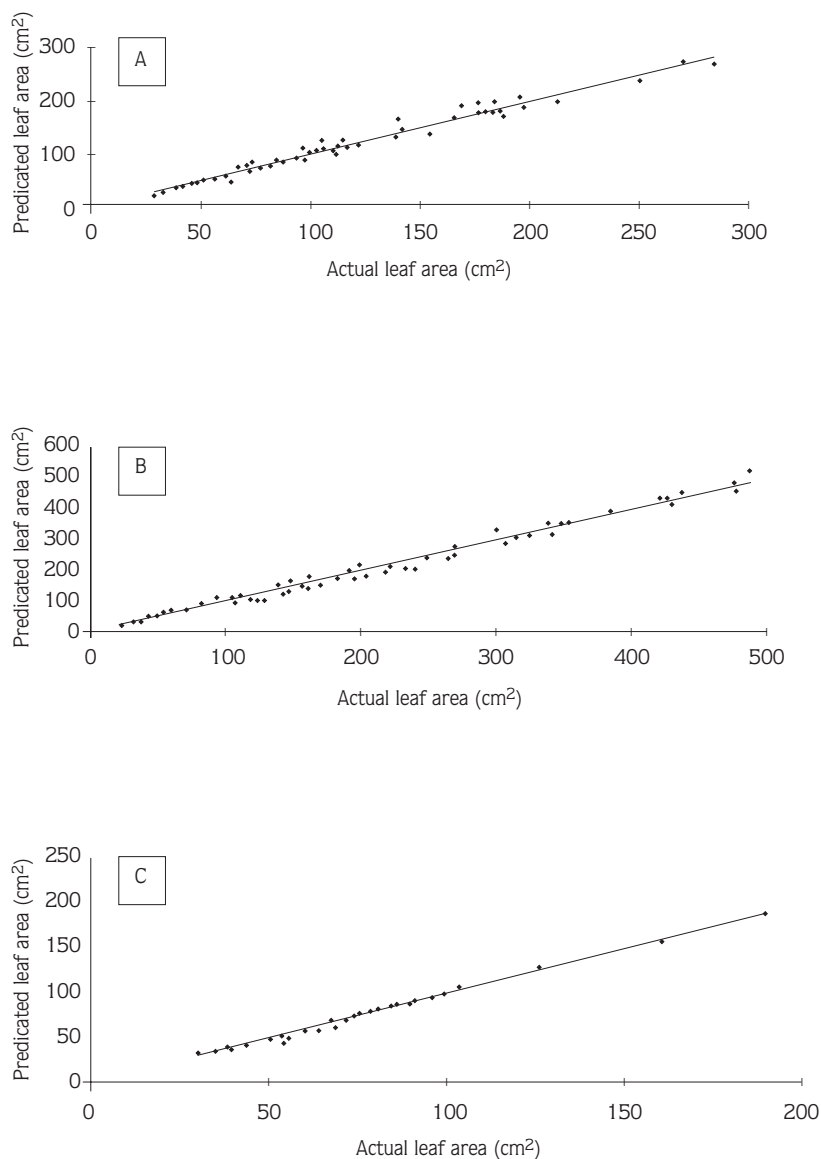 A
Predicated leaf area (cm²)
300
200
100
0
0 50 100 150 200 250 300
Actual leaf area (cm²)
B
Predicated leaf area (cm²)
600
500
400
300
200
100
0
0 100 200 300 400 500
Actual leaf area (cm²)
C
Predicated leaf area (cm²)
250
200
150
100
50
0
0 50 100 150 200
Actual leaf area (cm²)